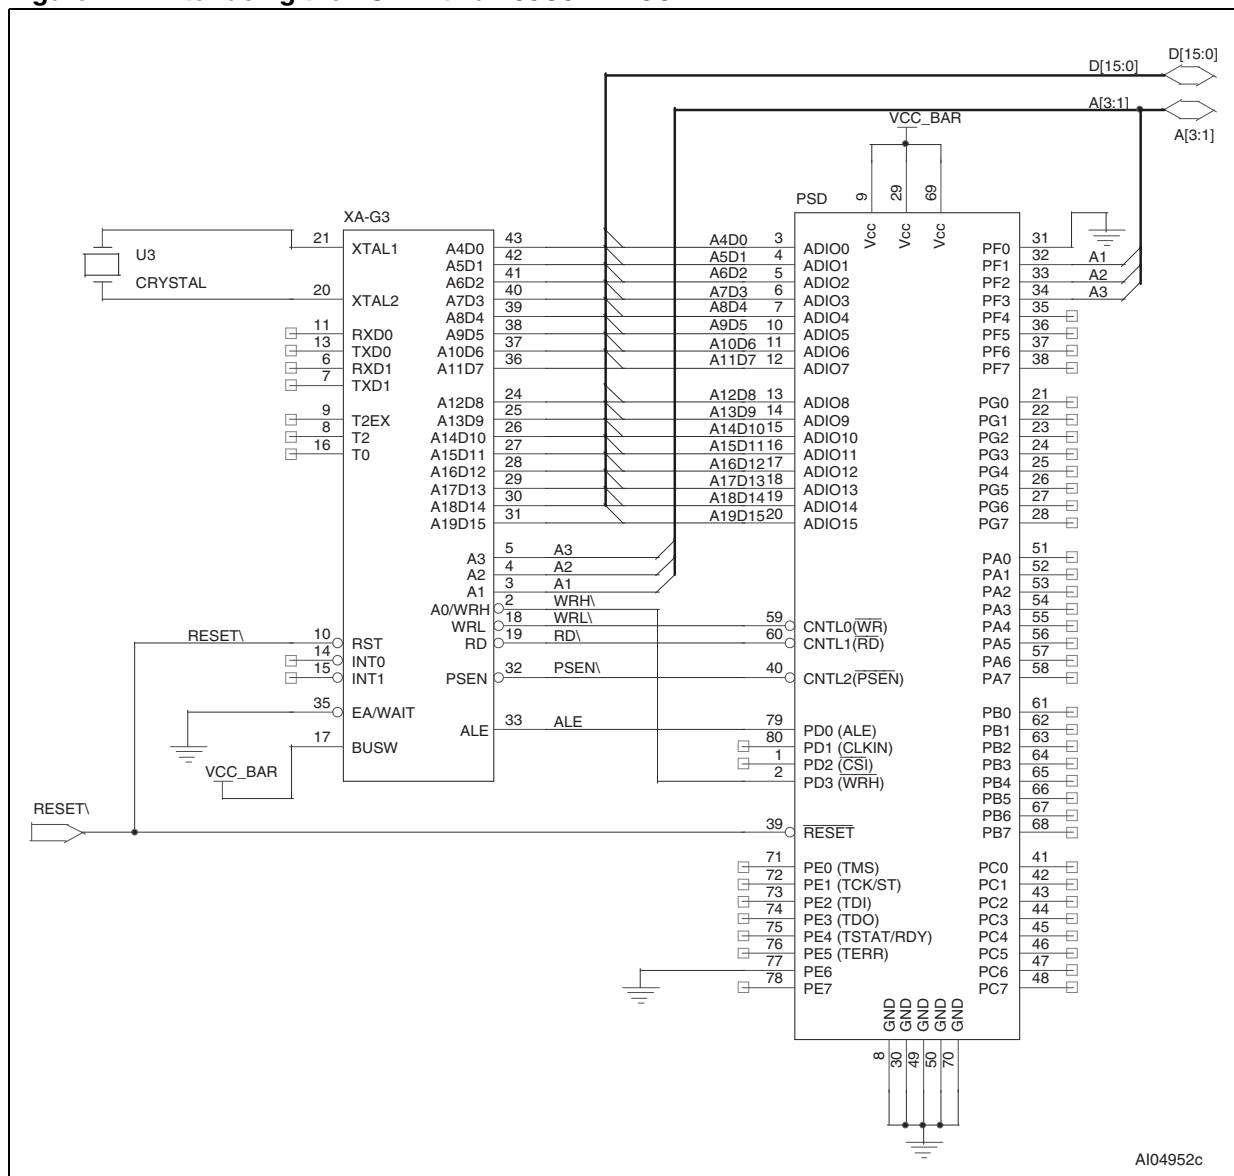 D[15:0]
D[15:0]
A[3:1]
A[3:1]
VCC_BAR
PSD
9
29
69
Vcc
Vcc
Vcc
XA-G3
U3
CRYSTAL
21 XTAL1
20 XTAL2
11 RXD0
13 TXD0
6 RXD1
7 TXD1
9 T2EX
8 T2
16 T0
RESET\ 10 RST
14 INT0
15 INT1
35 EA/WAIT
17 BUSW
VCC_BAR
RESET\
A4D0 43
A5D1 42
A6D2 41
A7D3 40
A8D4 39
A9D5 38
A10D6 37
A11D7 36
A12D8 24
A13D9 25
A14D10 26
A15D11 27
A16D12 28
A17D13 29
A18D14 30
A19D15 31
A3 5 A3
A2 4 A2
A1 3 A1
A0/WRH 2 WRH\
WRL 18 WRL\
RD 19 RD\
PSEN 32 PSEN\
ALE 33 ALE
A4D0 3 ADIO0
A5D1 4 ADIO1
A6D2 5 ADIO2
A7D3 6 ADIO3
A8D4 7 ADIO4
A9D5 10 ADIO5
A10D6 11 ADIO6
A11D7 12 ADIO7
A12D8 13 ADIO8
A13D9 14 ADIO9
A14D10 15 ADIO10
A15D11 16 ADIO11
A16D12 17 ADIO12
A17D13 18 ADIO13
A18D14 19 ADIO14
A19D15 20 ADIO15
59 CNTL0(WR)
60 CNTL1(RD)
40 CNTL2(PSEN)
79 PD0 (ALE)
80 PD1 (CLKIN)
1 PD2 (CSI)
2 PD3 (WRH)
39 RESET
71 PE0 (TMS)
72 PE1 (TCK/ST)
73 PE2 (TDI)
74 PE3 (TDO)
75 PE4 (TSTAT/RDY)
76 PE5 (TERR)
77 PE6
78 PE7
PF0 31
PF1 32 A1
PF2 33 A2
PF3 34 A3
PF4 35
PF5 36
PF6 37
PF7 38
PG0 21
PG1 22
PG2 23
PG3 24
PG4 25
PG5 26
PG6 27
PG7 28
PA0 51
PA1 52
PA2 53
PA3 54
PA4 55
PA5 56
PA6 57
PA7 58
PB0 61
PB1 62
PB2 63
PB3 64
PB4 65
PB5 66
PB6 67
PB7 68
PC0 41
PC1 42
PC2 43
PC3 44
PC4 45
PC5 46
PC6 47
PC7 48
GND
GND
GND
GND
GND
8
30
49
50
70
AI04952c